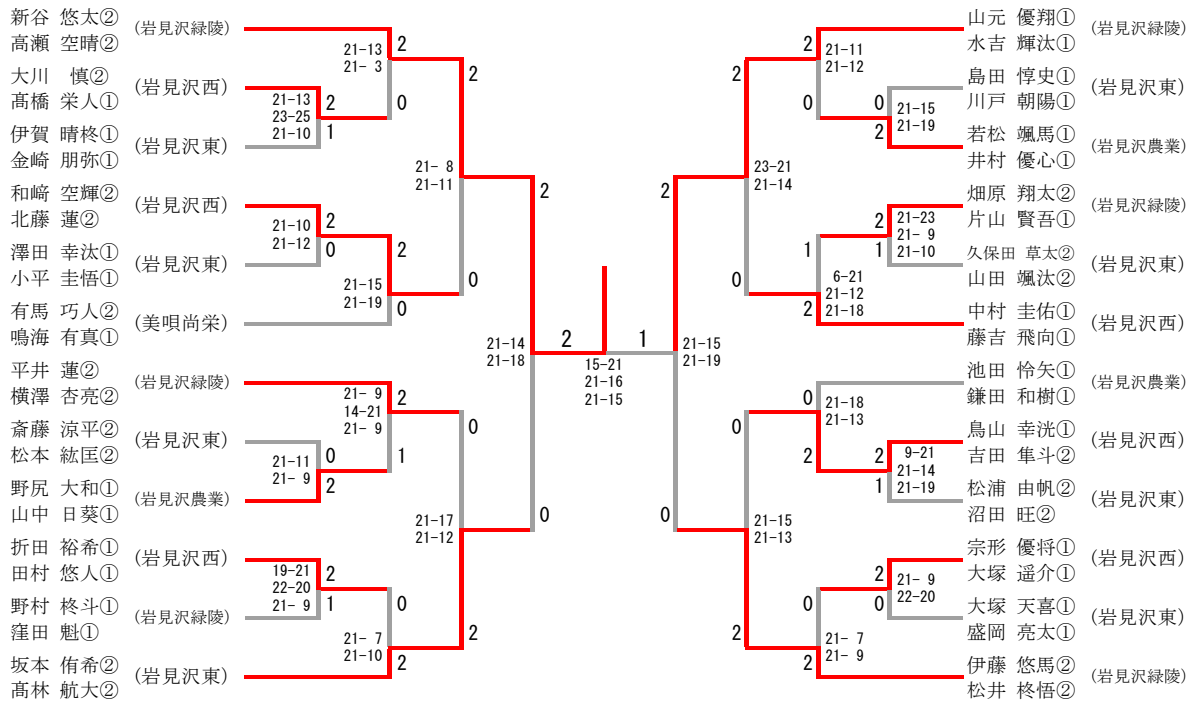 新谷 悠太②
高瀬 空晴②
(岩見沢緑陵)
大川 慎②
髙橋 栄人①
(岩見沢西)
伊賀 晴柊①
金崎 朋弥①
(岩見沢東)
和﨑 空輝②
北藤 蓮②
(岩見沢西)
澤田 幸汰①
小平 圭悟①
(岩見沢東)
有馬 巧人②
鳴海 有真①
(美唄尚栄)
平井 蓮②
横澤 杏亮②
(岩見沢緑陵)
斎藤 涼平②
松本 紘匡②
(岩見沢東)
野尻 大和①
山中 日葵①
(岩見沢農業)
折田 裕希①
田村 悠人①
(岩見沢西)
野村 柊斗①
窪田 魁①
(岩見沢緑陵)
坂本 侑希②
髙林 航大②
(岩見沢東)
21-13
21- 3
2
0
21-13
23-25
21-10
2
1
21-10
21-12
2
0
21-15
21-19
2
0
21- 8
21-11
2
0
21- 9
14-21
21- 9
2
1
21-11
21- 9
0
2
19-21
22-20
21- 9
2
1
21- 7
21-10
0
2
21-17
21-12
0
2
21-14
21-18
2
0
2
1
15-21
21-16
21-15
21-15
21-19
2
0
23-21
21-14
2
0
21-11
21-12
2
0
21-15
21-19
0
2
21-23
21- 9
21-10
2
1
6-21
21-12
21-18
1
2
21-18
21-13
0
2
9-21
21-14
21-19
2
1
21-15
21-13
0
2
21- 9
22-20
2
0
21- 7
21- 9
0
2
山元 優翔①
水吉 輝汰①
(岩見沢緑陵)
島田 惇史①
川戸 朝陽①
(岩見沢東)
若松 颯馬①
井村 優心①
(岩見沢農業)
畑原 翔太②
片山 賢吾①
(岩見沢緑陵)
久保田 草太②
山田 颯汰②
(岩見沢東)
中村 圭佑①
藤吉 飛向①
(岩見沢西)
池田 怜矢①
鎌田 和樹①
(岩見沢農業)
鳥山 幸洸①
吉田 隼斗②
(岩見沢西)
松浦 由帆②
沼田 旺②
(岩見沢東)
宗形 優将①
大塚 遥介①
(岩見沢西)
大塚 天喜①
盛岡 亮太①
(岩見沢東)
伊藤 悠馬②
松井 柊悟②
(岩見沢緑陵)